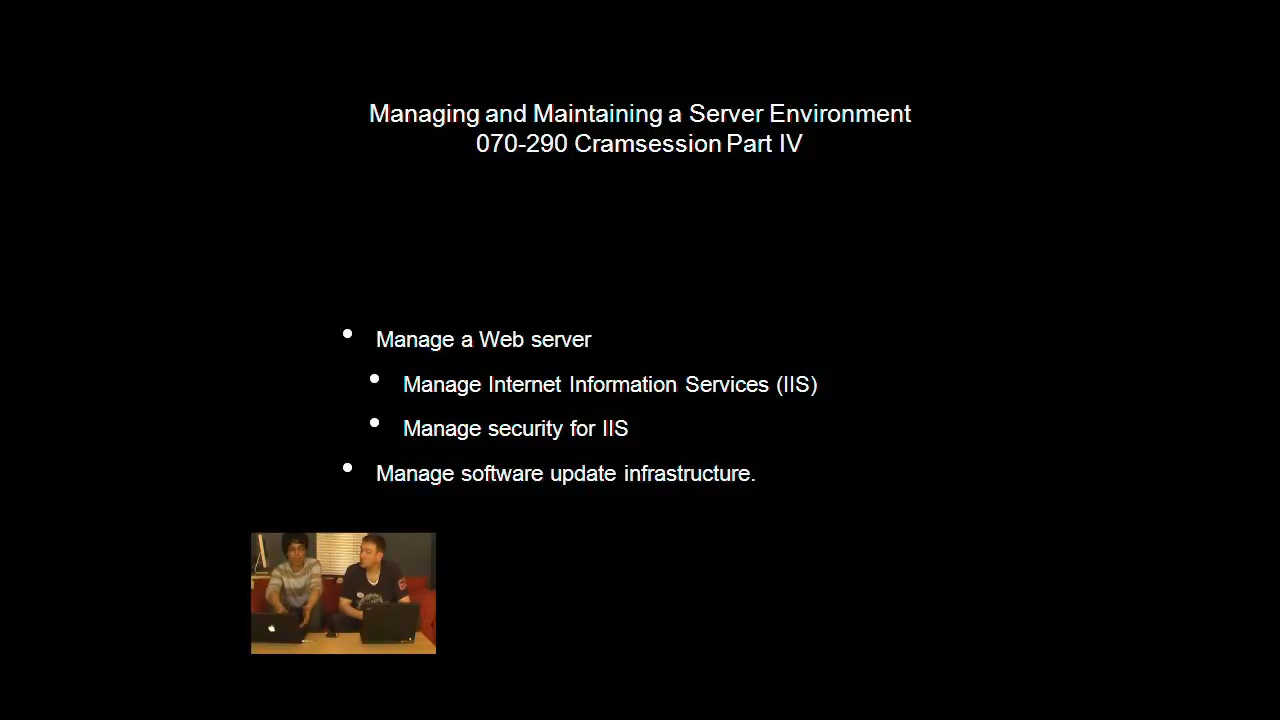 Managing and Maintaining a Server Environment
070-290 Cramsession Part IV
• Manage a Web server
• Manage Internet Information Services (IIS)
• Manage security for IIS
• Manage software update infrastructure.